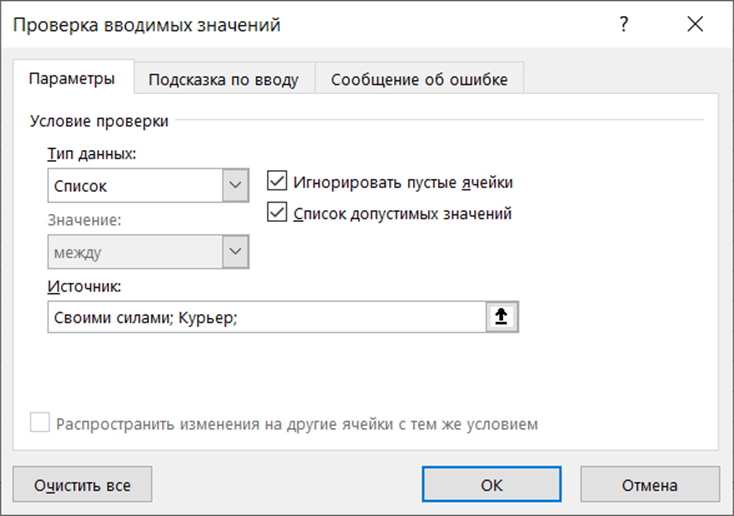 Проверка вводимых значений ?
Параметры Подсказка по вводу Сообщение об ошибке
Условие проверки
Тип данных:
Список
Игнорировать пустые ячейки
Список допустимых значений
Значение:
между
Источник:
Своими силами; Курьер;
Распространить изменения на другие ячейки с тем же условием
Очистить все ОК Отмена